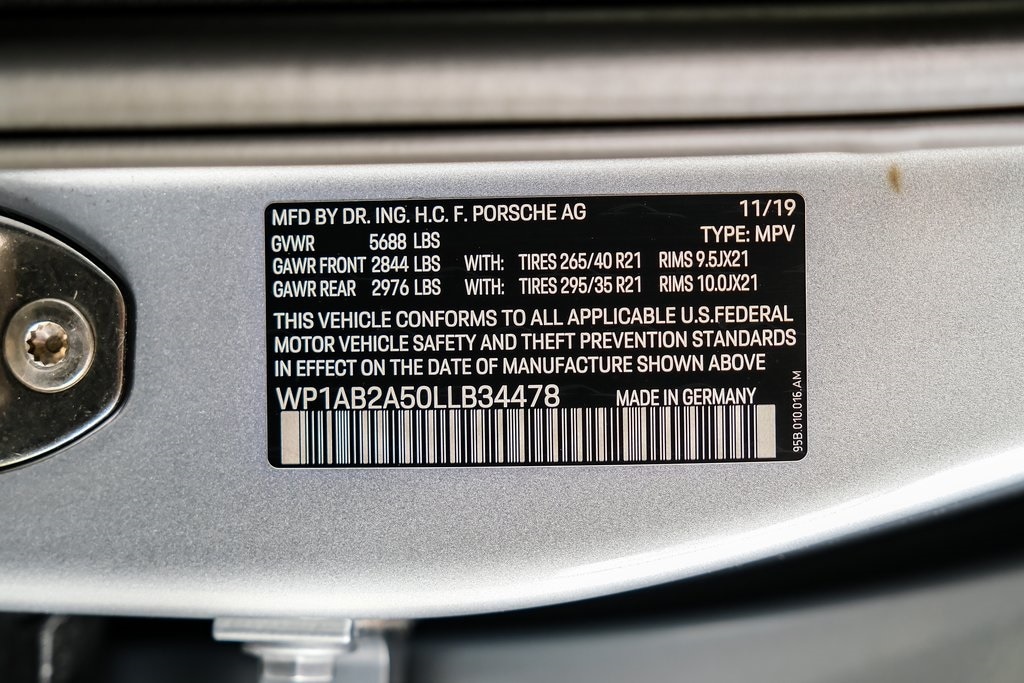 MFD BY DR. ING. H.C. F. PORSCHE AG 11/19
TYPE: MPV
GVWR 5688 LBS
GAWR FRONT 2844 LBS WITH: TIRES 265/40 R21 RIMS 9.5JX21
GAWR REAR 2976 LBS WITH: TIRES 295/35 R21 RIMS 10.0JX21
THIS VEHICLE CONFORMS TO ALL APPLICABLE U.S.FEDERAL
MOTOR VEHICLE SAFETY AND THEFT PREVENTION STANDARDS
IN EFFECT ON THE DATE OF MANUFACTURE SHOWN ABOVE
WP1AB2A50LLB34478 MADE IN GERMANY
95B.010.016.AM